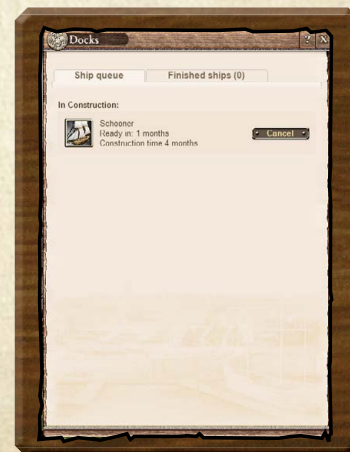 Docks ? X
Ship queue Finished ships (0)
In Construction:
Schooner
Ready in: 1 months Cancel
Construction time 4 months